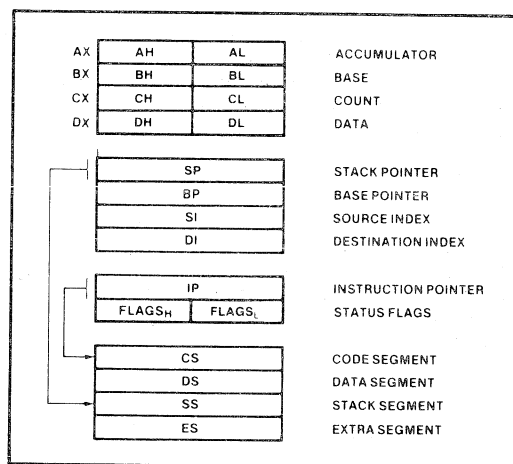 AX AH AL ACCUMULATOR
BX BH BL BASE
CX CH CL COUNT
DX DH DL DATA
SP STACK POINTER
BP BASE POINTER
SI SOURCE INDEX
DI DESTINATION INDEX
IP INSTRUCTION POINTER
FLAGSH FLAGSL STATUS FLAGS
CS CODE SEGMENT
DS DATA SEGMENT
SS STACK SEGMENT
ES EXTRA SEGMENT